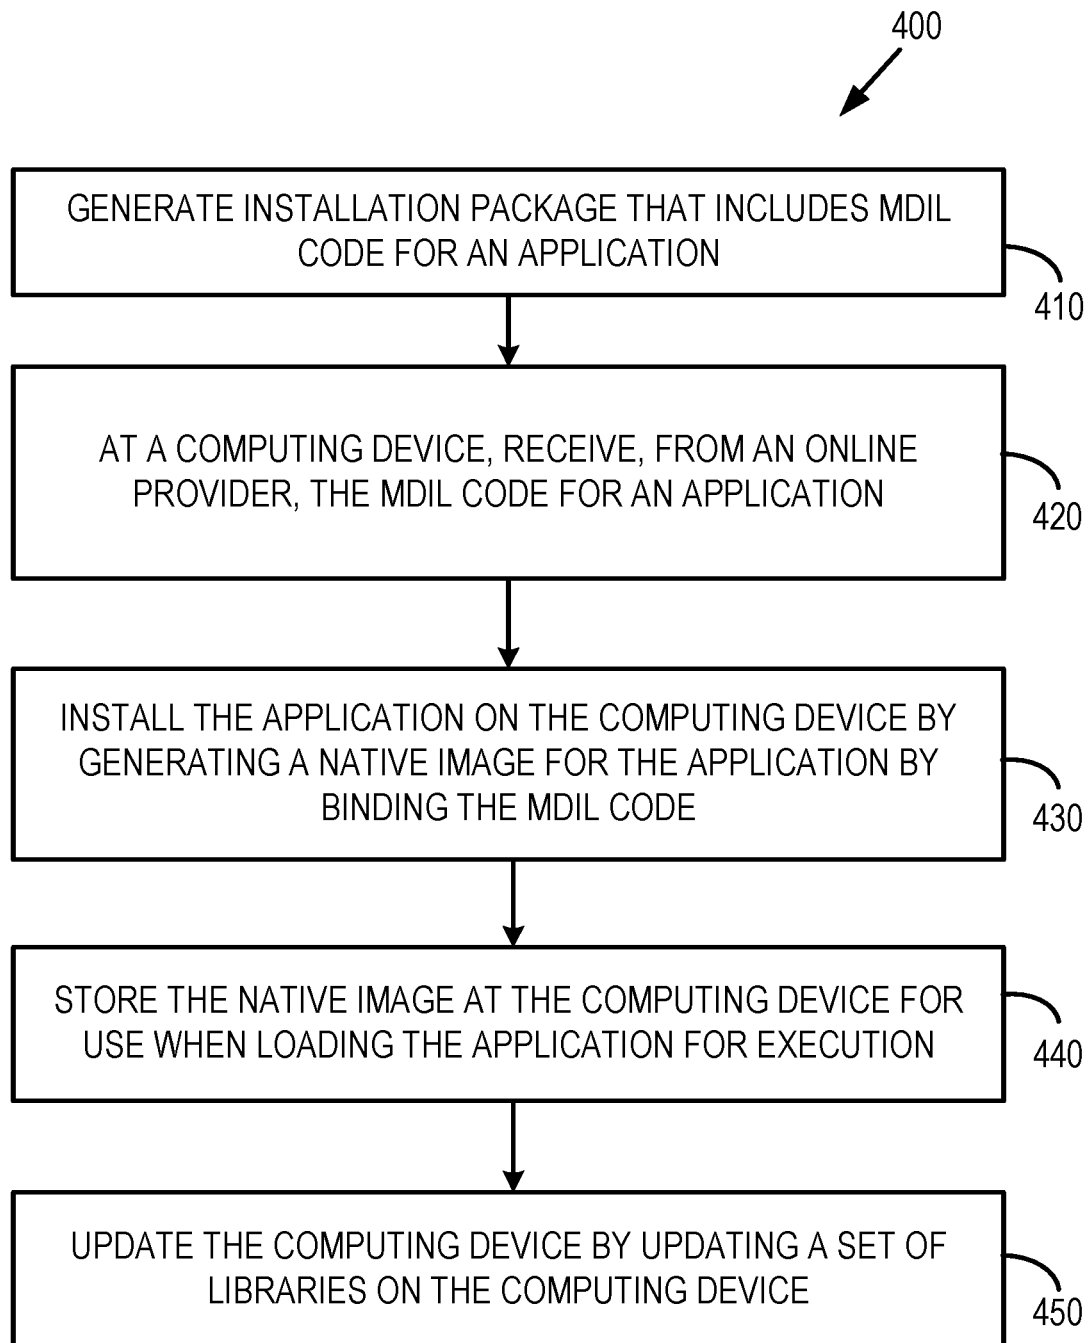 400
GENERATE INSTALLATION PACKAGE THAT INCLUDES MDIL
CODE FOR AN APPLICATION
410
AT A COMPUTING DEVICE, RECEIVE, FROM AN ONLINE
PROVIDER, THE MDIL CODE FOR AN APPLICATION
420
INSTALL THE APPLICATION ON THE COMPUTING DEVICE BY
GENERATING A NATIVE IMAGE FOR THE APPLICATION BY
BINDING THE MDIL CODE
430
STORE THE NATIVE IMAGE AT THE COMPUTING DEVICE FOR
USE WHEN LOADING THE APPLICATION FOR EXECUTION
440
UPDATE THE COMPUTING DEVICE BY UPDATING A SET OF
LIBRARIES ON THE COMPUTING DEVICE
450